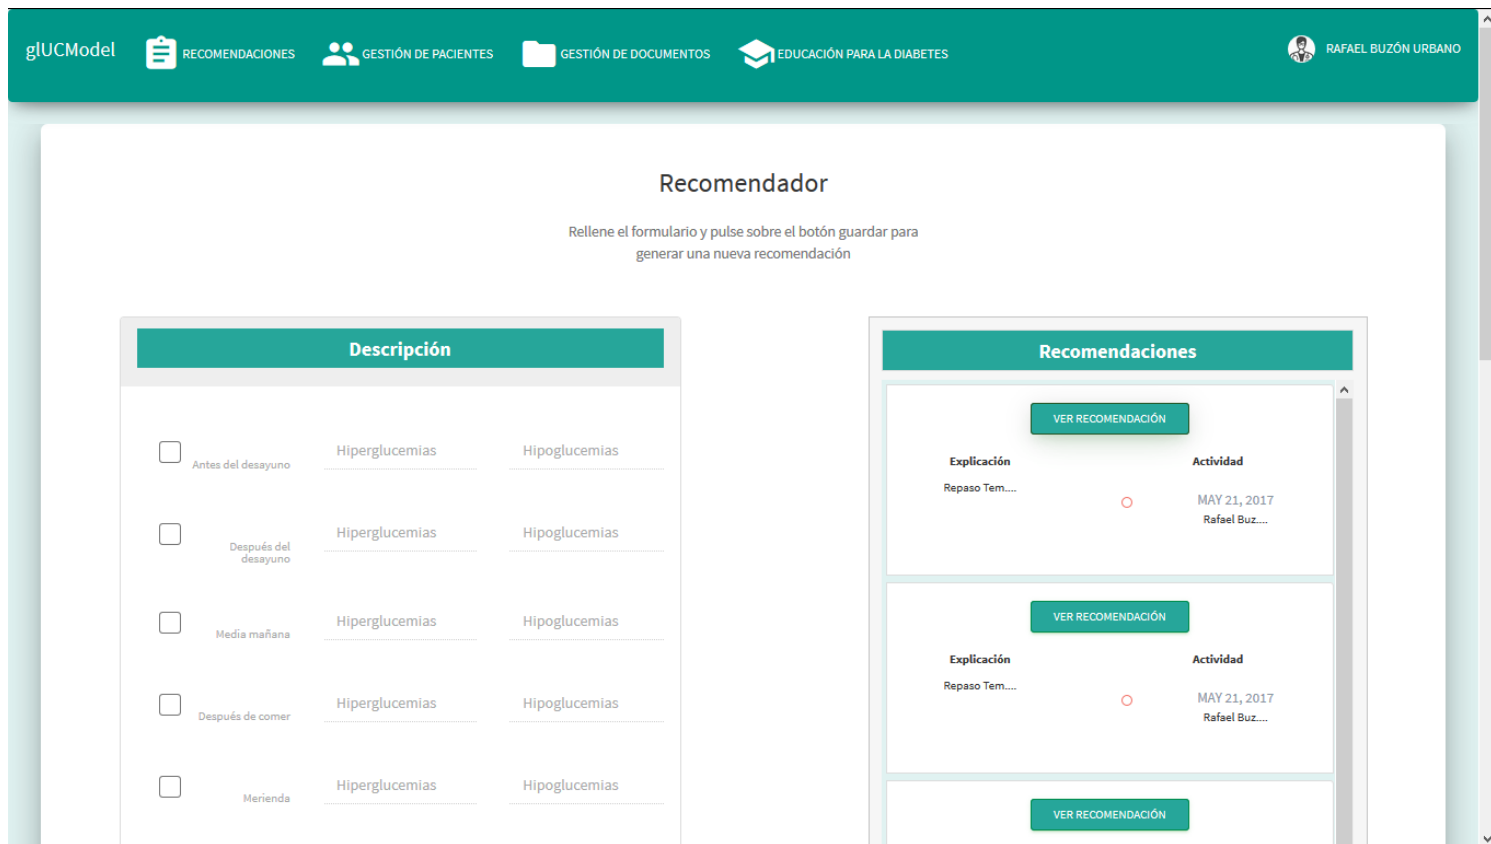 glUCModel
RECOMENDACIONES
GESTIÓN DE PACIENTES
GESTIÓN DE DOCUMENTOS
EDUCACIÓN PARA LA DIABETES
RAFAEL BUZÓN URBANO
Recomendador
Rellene el formulario y pulse sobre el botón guardar para
generar una nueva recomendación
Descripción
Antes del desayuno
Hiperglucemias
Hipoglucemias
Después del
desayuno
Hiperglucemias
Hipoglucemias
Media mañana
Hiperglucemias
Hipoglucemias
Después de comer
Hiperglucemias
Hipoglucemias
Merienda
Hiperglucemias
Hipoglucemias
Recomendaciones
VER RECOMENDACIÓN
Explicación
Actividad
Repaso Tem....
MAY 21, 2017
Rafael Buz....
VER RECOMENDACIÓN
Explicación
Actividad
Repaso Tem....
MAY 21, 2017
Rafael Buz....
VER RECOMENDACIÓN